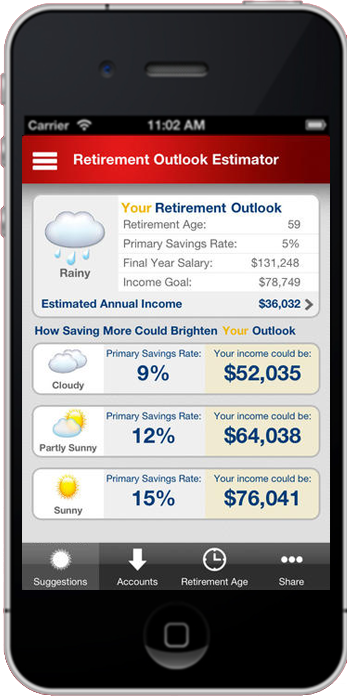 Carrier 11:02 AM
Retirement Outlook Estimator
Your Retirement Outlook
Retirement Age: 59
Primary Savings Rate: 5%
Final Year Salary: $131,248
Income Goal: $78,749
Rainy
Estimated Annual Income $36,032
How Saving More Could Brighten Your Outlook
Primary Savings Rate: Your income could be:
9% $52,035
Cloudy
Primary Savings Rate: Your income could be:
12% $64,038
Partly Sunny
Primary Savings Rate: Your income could be:
15% $76,041
Sunny
Suggestions Accounts Retirement Age Share